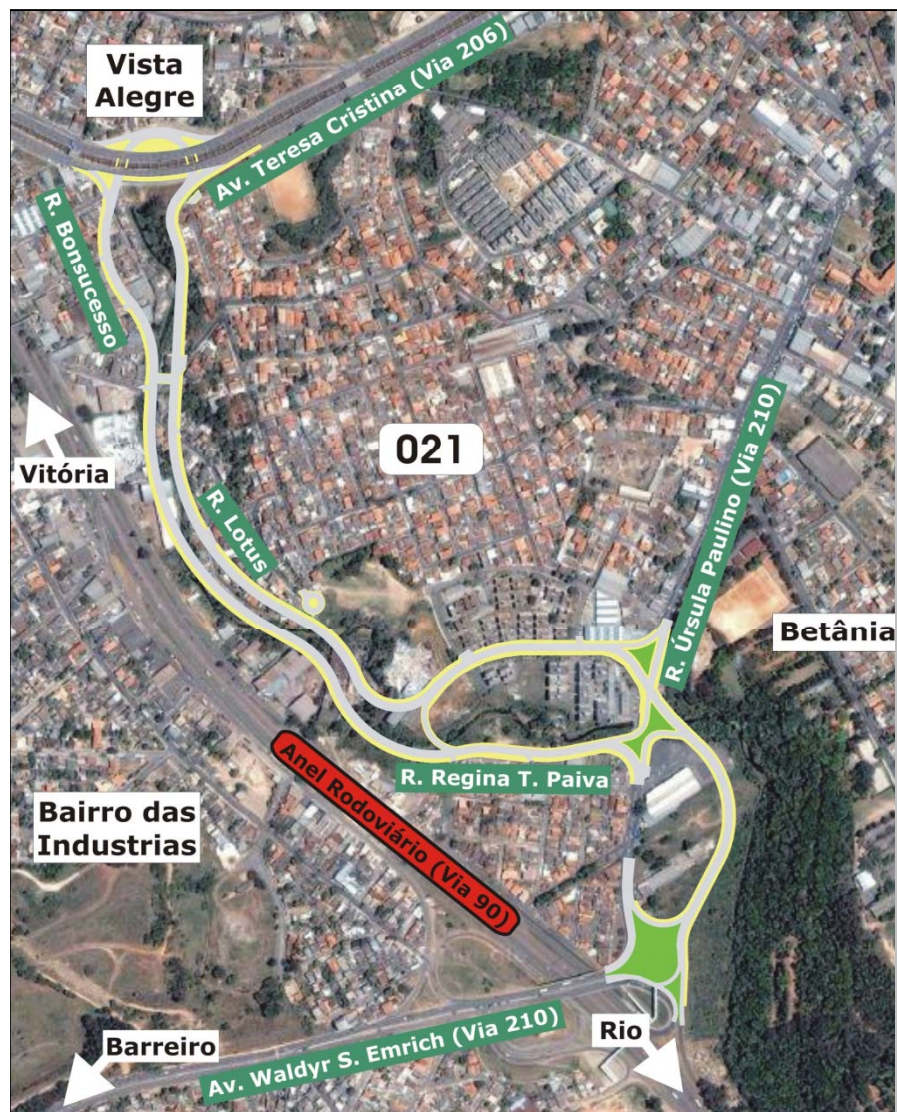 Vista
Alegre
Av. Teresa Cristina (Via 206)
R. Bonsucesso
Vitória
021
R. Lotus
R. Úrsula Paulino (Via 210)
Betânia
R. Regina T. Paiva
Anel Rodoviário (Via 90)
Bairro das
Industrias
Av. Waldyr S. Emrich (Via 210)
Rio
Barreiro